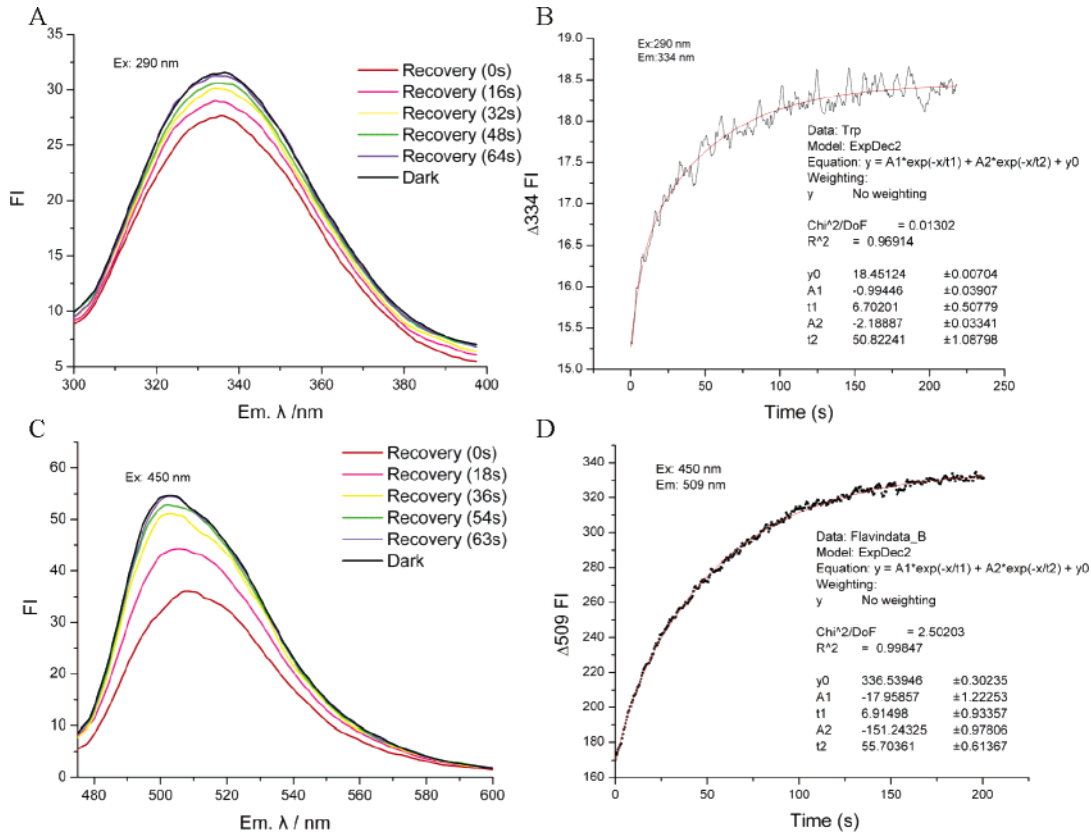 A
Ex: 290 nm
Recovery (0s)
Recovery (16s)
Recovery (32s)
Recovery (48s)
Recovery (64s)
Dark
FI
35
30
25
20
15
10
5
300 320 340 360 380 400
Em. λ /nm
B
Ex:290 nm
Em:334 nm
Δ334 FI
19.0
18.5
18.0
17.5
17.0
16.5
16.0
15.5
15.0
Data: Trp
Model: ExpDec2
Equation: y = A1*exp(-x/t1) + A2*exp(-x/t2) + y0
Weighting:
y No weighting
Chi^2/DoF = 0.01302
R^2 = 0.96914
y0 18.45124 ±0.00704
A1 -0.99446 ±0.03907
t1 6.70201 ±0.50779
A2 -2.18887 ±0.03341
t2 50.82241 ±1.08798
0 50 100 150 200 250
Time (s)
C
Ex: 450 nm
Recovery (0s)
Recovery (18s)
Recovery (36s)
Recovery (54s)
Recovery (63s)
Dark
FI
60
50
40
30
20
10
0
480 500 520 540 560 580 600
Em. λ / nm
D
Ex: 450 nm
Em: 509 nm
Δ509 FI
340
320
300
280
260
240
220
200
180
160
Data: Flavindata_B
Model: ExpDec2
Equation: y = A1*exp(-x/t1) + A2*exp(-x/t2) + y0
Weighting:
y No weighting
Chi^2/DoF = 2.50203
R^2 = 0.99847
y0 336.53946 ±0.30235
A1 -17.95857 ±1.22253
t1 6.91498 ±0.93357
A2 -151.24325 ±0.97806
t2 55.70361 ±0.61367
0 50 100 150 200
Time (s)